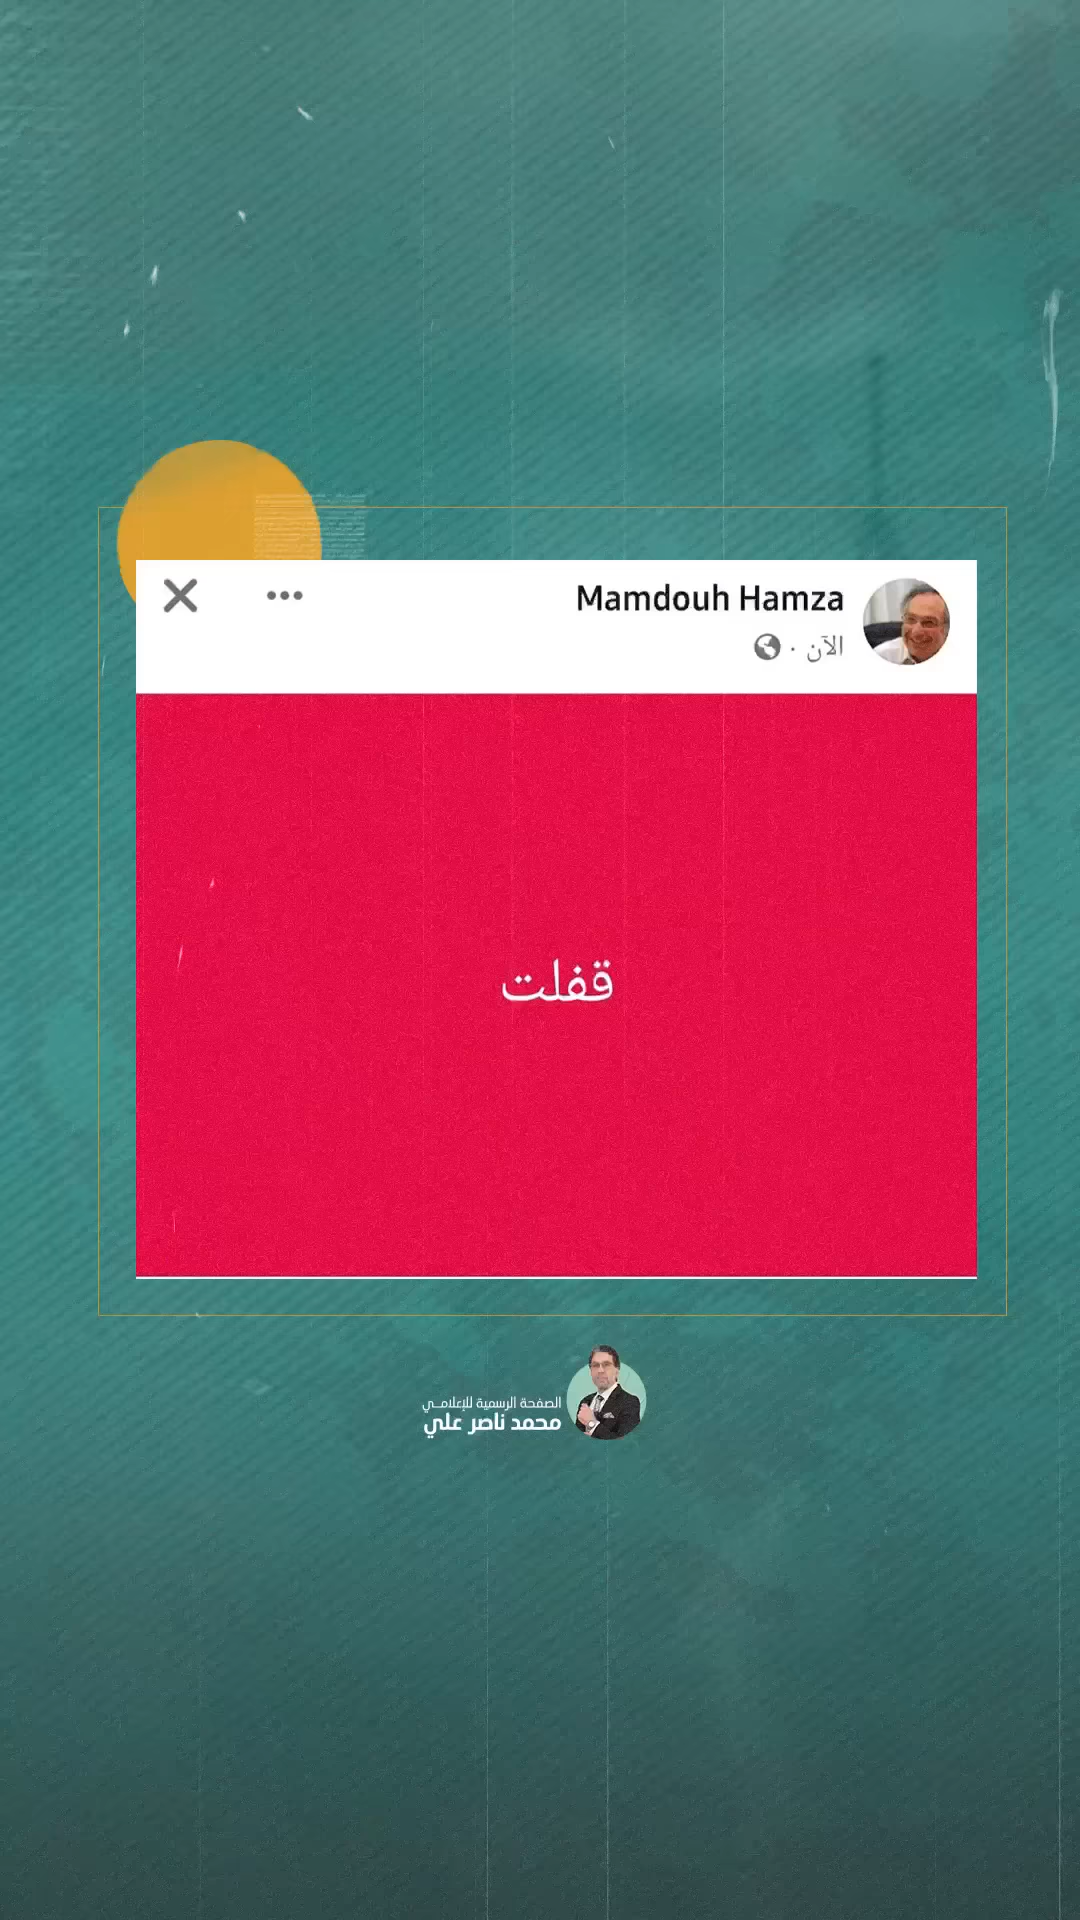 Mamdouh Hamza
الآن ·
قفلت
الصفحة الرسمية للإعلامي
محمد ناصر علي